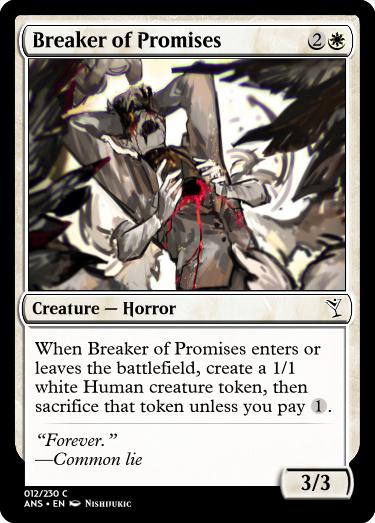 Breaker of Promises 2
Creature — Horror
When Breaker of Promises enters or
leaves the battlefield, create a 1/1
white Human creature token, then
sacrifice that token unless you pay 1.
“Forever.”
—Common lie
3/3
012/230 C
ANS • EN Nishijukic